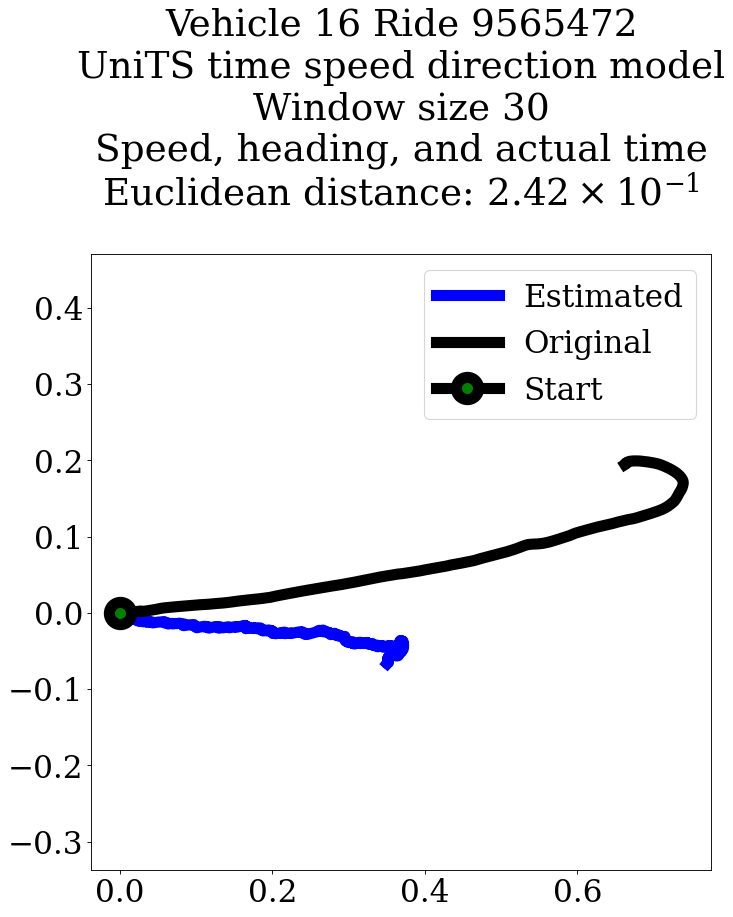 Vehicle 16 Ride 9565472
UniTS time speed direction model
Window size 30
Speed, heading, and actual time
Euclidean distance: 2.42 × 10⁻¹
Estimated
Original
Start
0.4
0.3
0.2
0.1
0.0
−0.1
−0.2
−0.3
0.0 0.2 0.4 0.6